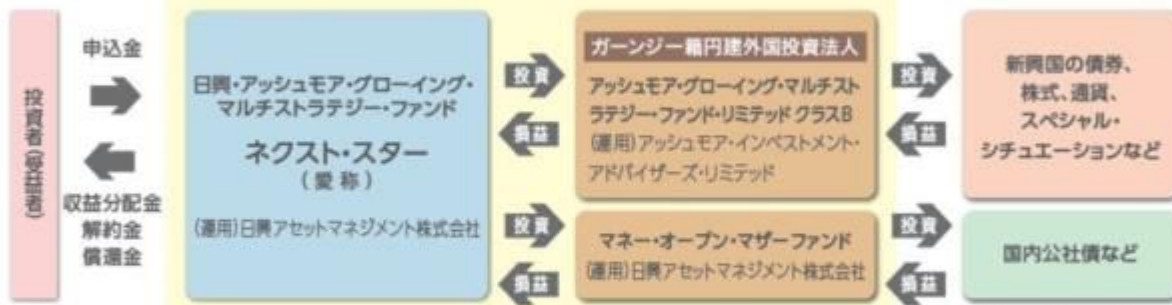 投資者(受益者)
申込金
収益分配金
解約金
償還金
日興・アッシュモア・グローイング・
マルチストラテジー・ファンド
ネクスト・スター
(愛称)
(運用)日興アセットマネジメント株式会社
投資
損益
投資
損益
ガーンジー籍円建外国投資法人
アッシュモア・グローイング・マルチスト
ラテジー・ファンド・リミテッド クラスB
(運用)アッシュモア・インベストメント・
アドバイザーズ・リミテッド
マネー・オープン・マザーファンド
(運用)日興アセットマネジメント株式会社
投資
損益
投資
損益
新興国の債券、
株式、通貨、
スペシャル・
シチュエーションなど
国内公社債など